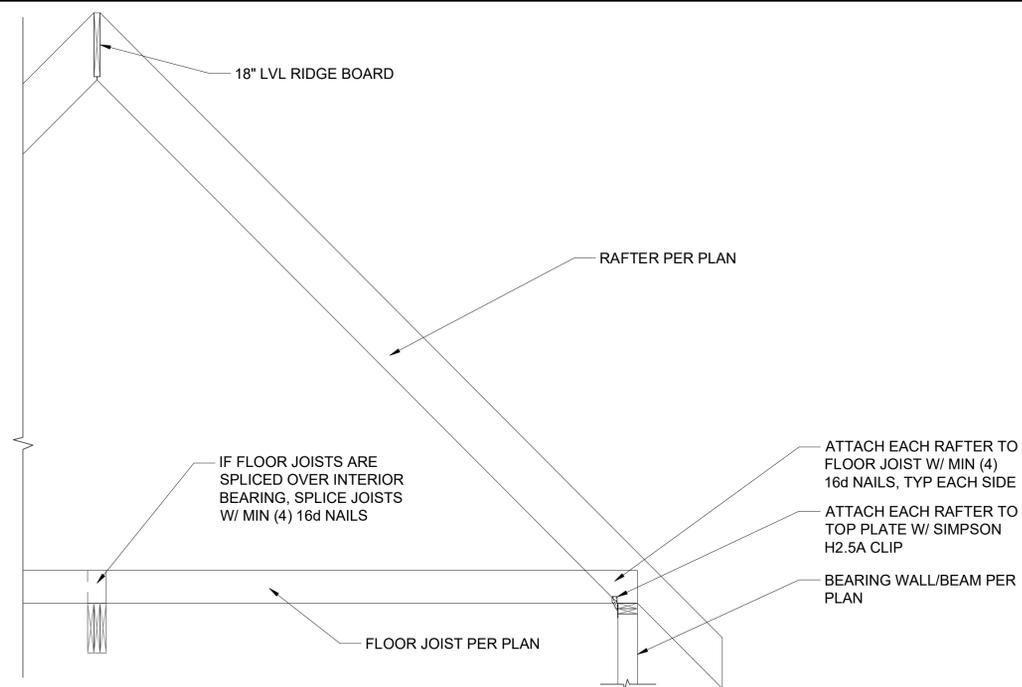 18" LVL RIDGE BOARD
RAFTER PER PLAN
IF FLOOR JOISTS ARE
SPLICED OVER INTERIOR
BEARING, SPLICE JOISTS
W/ MIN (4) 16d NAILS
ATTACH EACH RAFTER TO
FLOOR JOIST W/ MIN (4)
16d NAILS, TYP EACH SIDE
ATTACH EACH RAFTER TO
TOP PLATE W/ SIMPSON
H2.5A CLIP
BEARING WALL/BEAM PER
PLAN
FLOOR JOIST PER PLAN